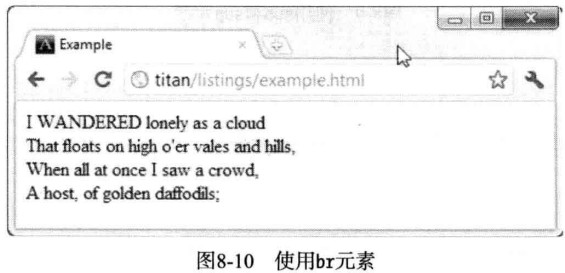 Example
titan/listings/example.html
I WANDERED lonely as a cloud
That floats on high o'er vales and hills,
When all at once I saw a crowd,
A host, of golden daffodils;
图8-10 使用br元素